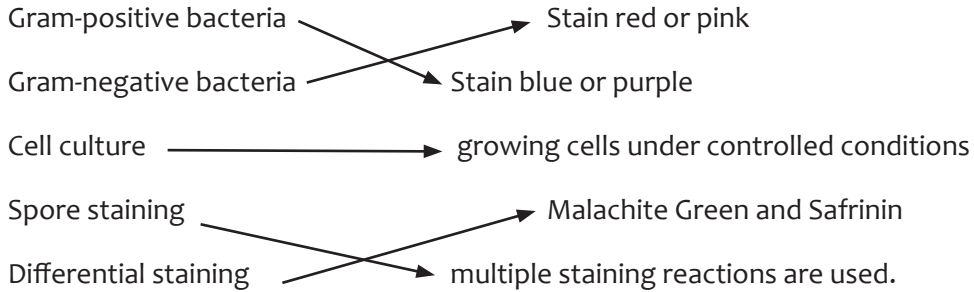 Gram-positive bacteria Stain red or pink
Gram-negative bacteria Stain blue or purple
Cell culture growing cells under controlled conditions
Spore staining Malachite Green and Safrinin
Differential staining multiple staining reactions are used.